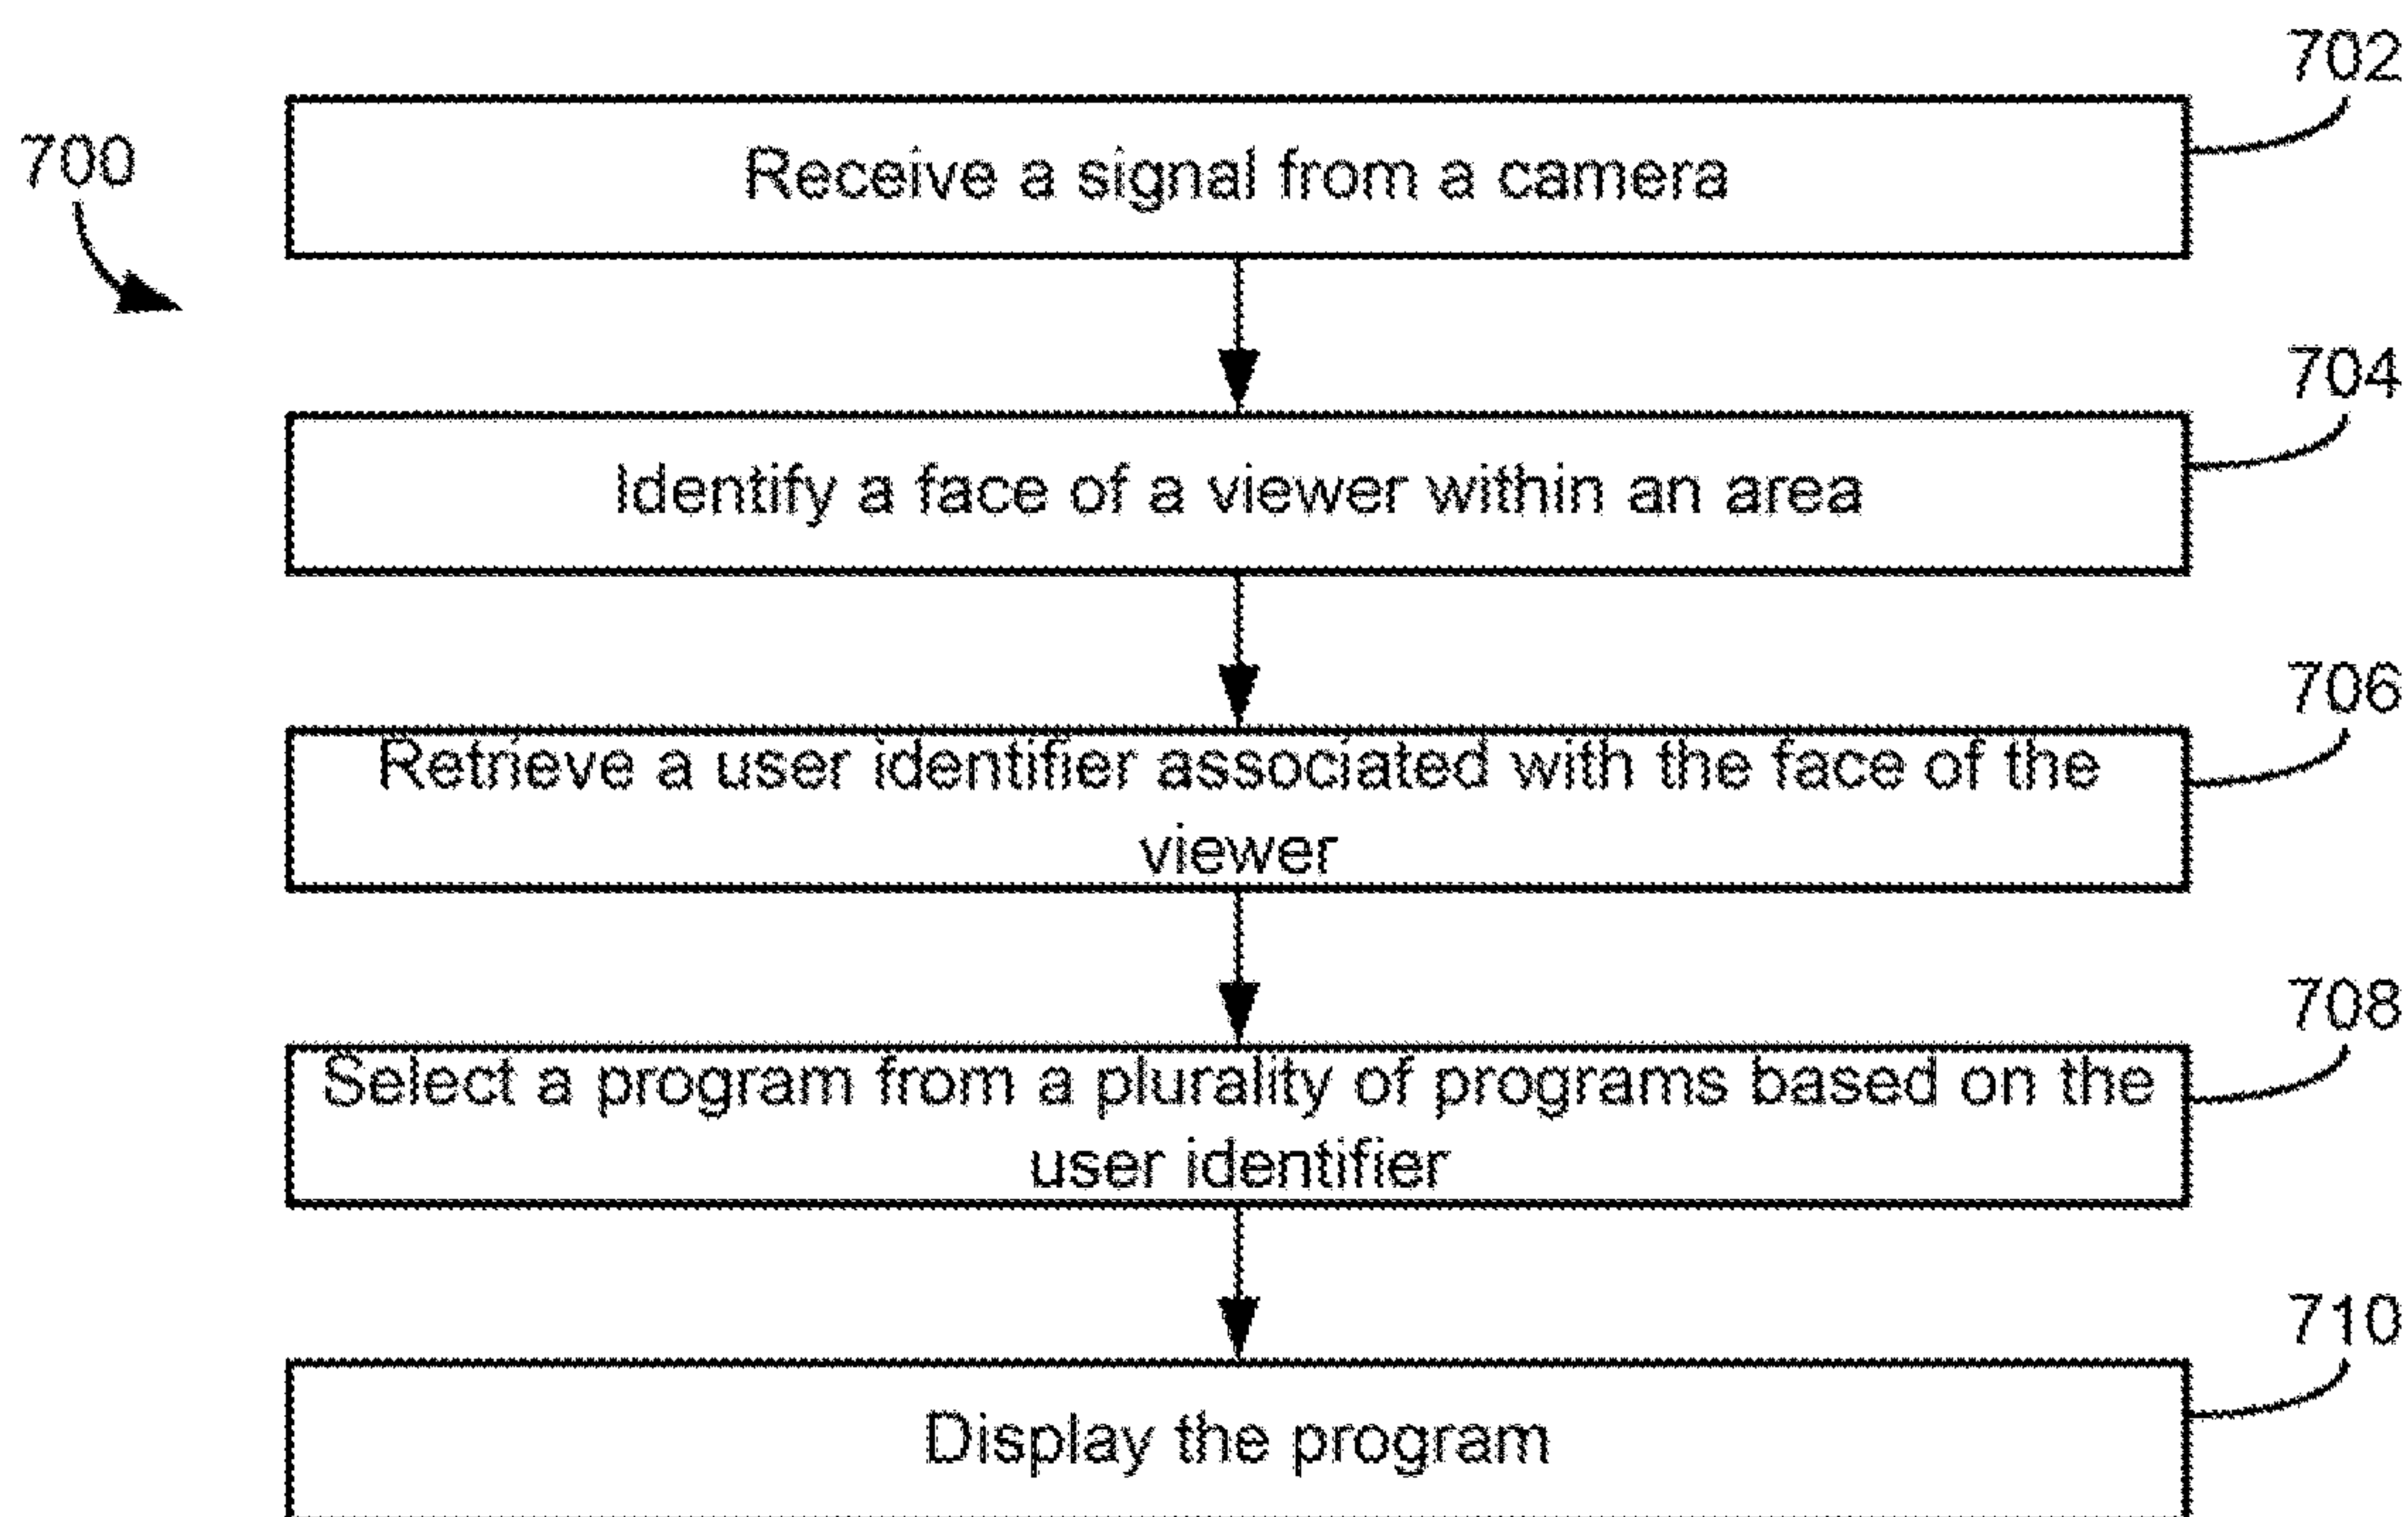 702
700
Receive a signal from a camera
704
Identify a face of a viewer within an area
706
Retrieve a user identifier associated with the face of the
viewer
708
Select a program from a plurality of programs based on the
user identifier
710
Display the program